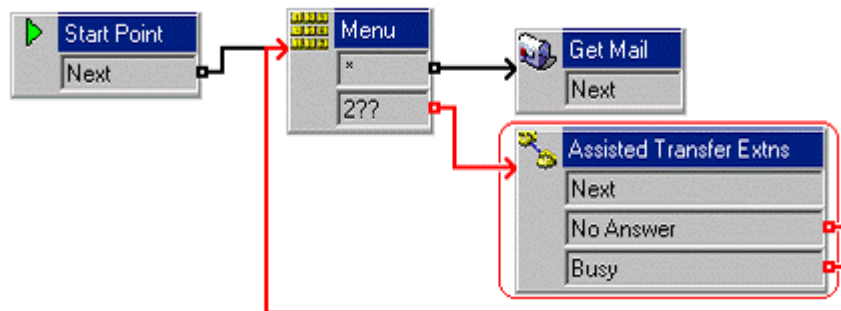 Start Point
Next
Menu
*
2??
Get Mail
Next
Assisted Transfer Extns
Next
No Answer
Busy